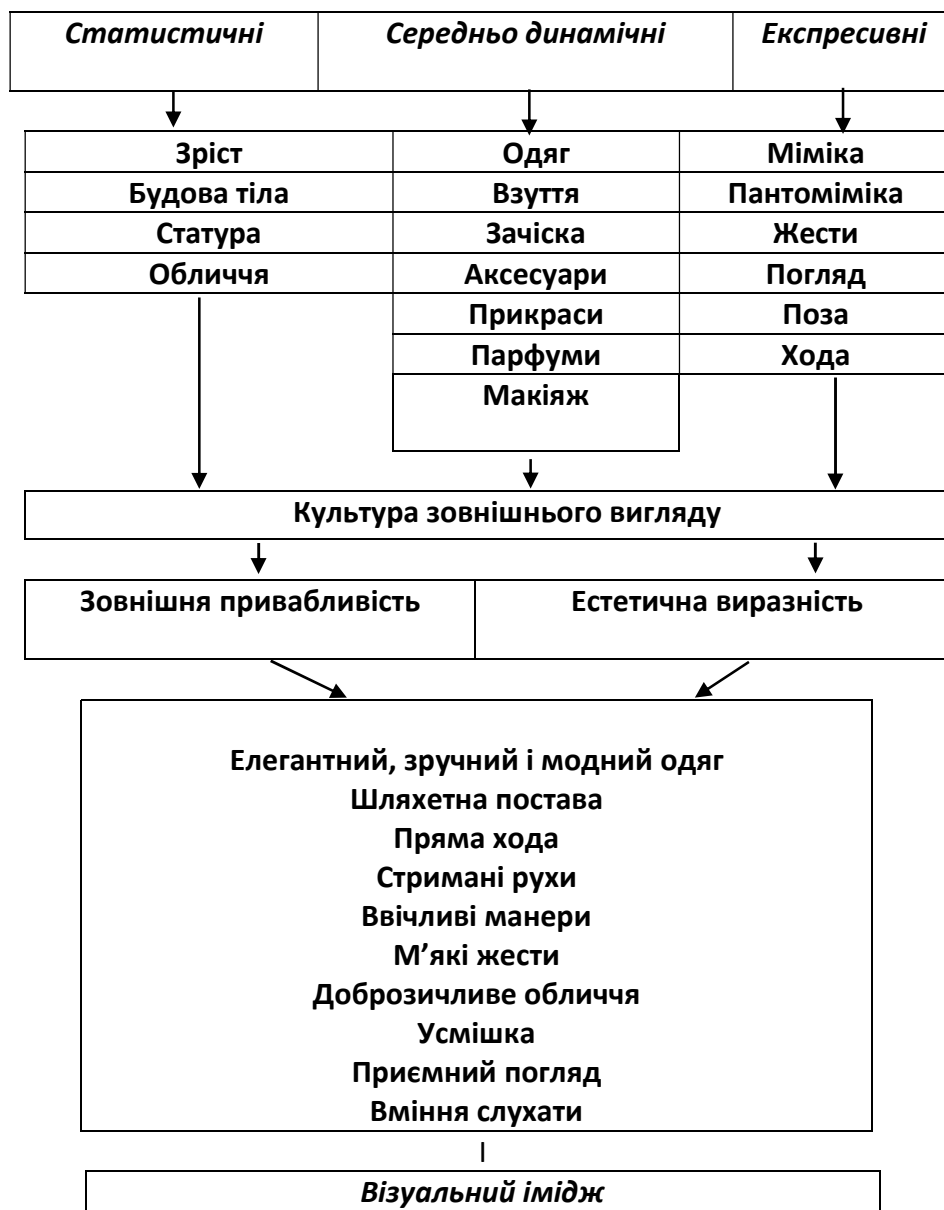 Статистичні Середньо динамічні Експресивні
Зріст Одяг Міміка
Будова тіла Взуття Пантоміміка
Статура Зачіска Жести
Обличчя Аксесуари Погляд
Прикраси Поза
Парфуми Хода
Макіяж
Культура зовнішнього вигляду
Зовнішня привабливість Естетична виразність
Елегантний, зручний і модний одяг
Шляхетна постава
Пряма хода
Стримані рухи
Ввічливі манери
М’які жести
Доброзичливе обличчя
Усмішка
Приємний погляд
Вміння слухати
Візуальний імідж